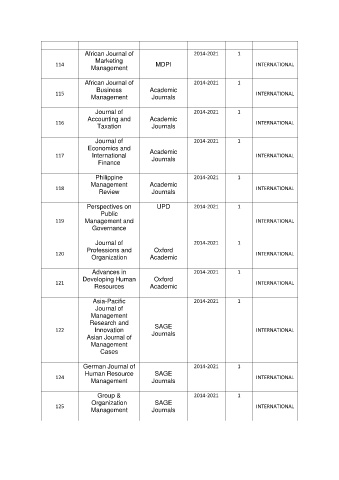 114 African Journal of Marketing Management MDPI 2014-2021 1 INTERNATIONAL
115 African Journal of Business Management Academic Journals 2014-2021 1 INTERNATIONAL
116 Journal of Accounting and Taxation Academic Journals 2014-2021 1 INTERNATIONAL
117 Journal of Economics and International Finance Academic Journals 2014-2021 1 INTERNATIONAL
118 Philippine Management Review Academic Journals 2014-2021 1 INTERNATIONAL
119 Perspectives on Public Management and Governance UPD 2014-2021 1 INTERNATIONAL
120 Journal of Professions and Organization Oxford Academic 2014-2021 1 INTERNATIONAL
121 Advances in Developing Human Resources Oxford Academic 2014-2021 1 INTERNATIONAL
122 Asia-Pacific Journal of Management Research and Innovation Asian Journal of Management Cases SAGE Journals 2014-2021 1 INTERNATIONAL
124 German Journal of Human Resource Management SAGE Journals 2014-2021 1 INTERNATIONAL
125 Group & Organization Management SAGE Journals 2014-2021 1 INTERNATIONAL